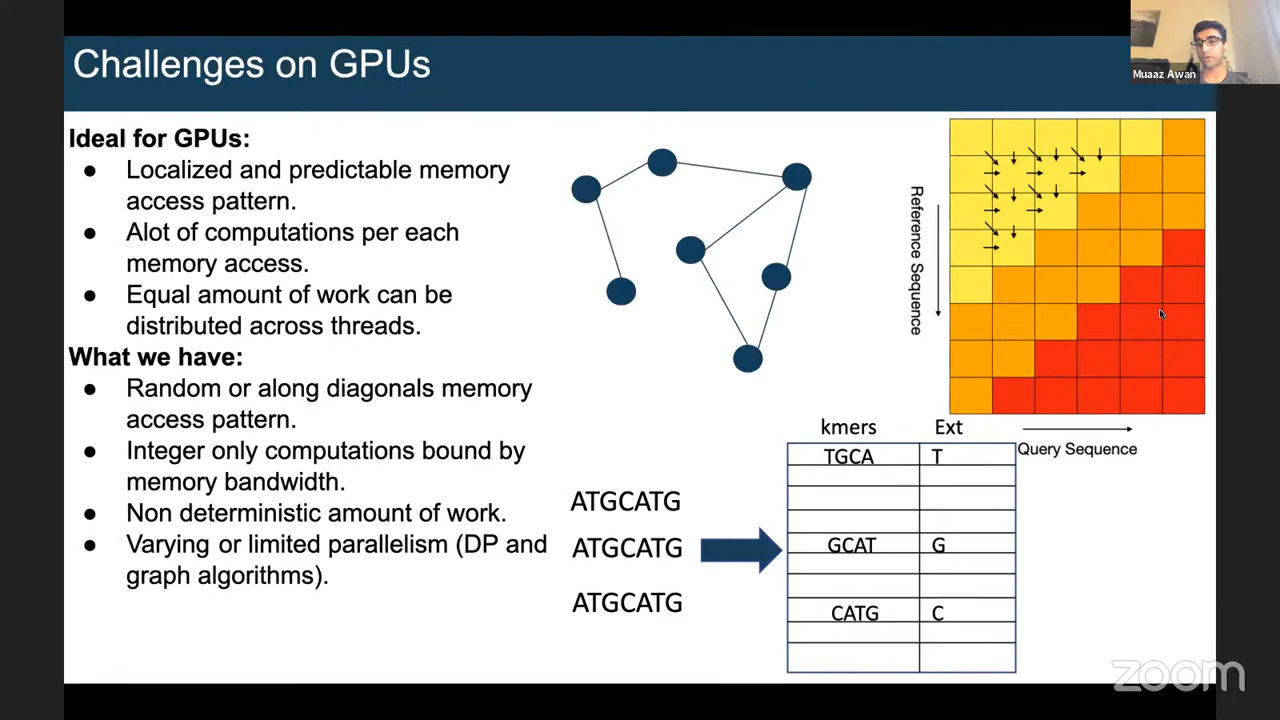 Challenges on GPUs
Muaaz Awan
Ideal for GPUs:
● Localized and predictable memory
access pattern.
● Alot of computations per each
memory access.
● Equal amount of work can be
distributed across threads.
What we have:
● Random or along diagonals memory
access pattern.
● Integer only computations bound by
memory bandwidth.
● Non deterministic amount of work.
● Varying or limited parallelism (DP and
graph algorithms).
Reference Sequence
Query Sequence
ATGCATG
ATGCATG
ATGCATG
kmers Ext
TGCA T
GCAT G
CATG C
zoom